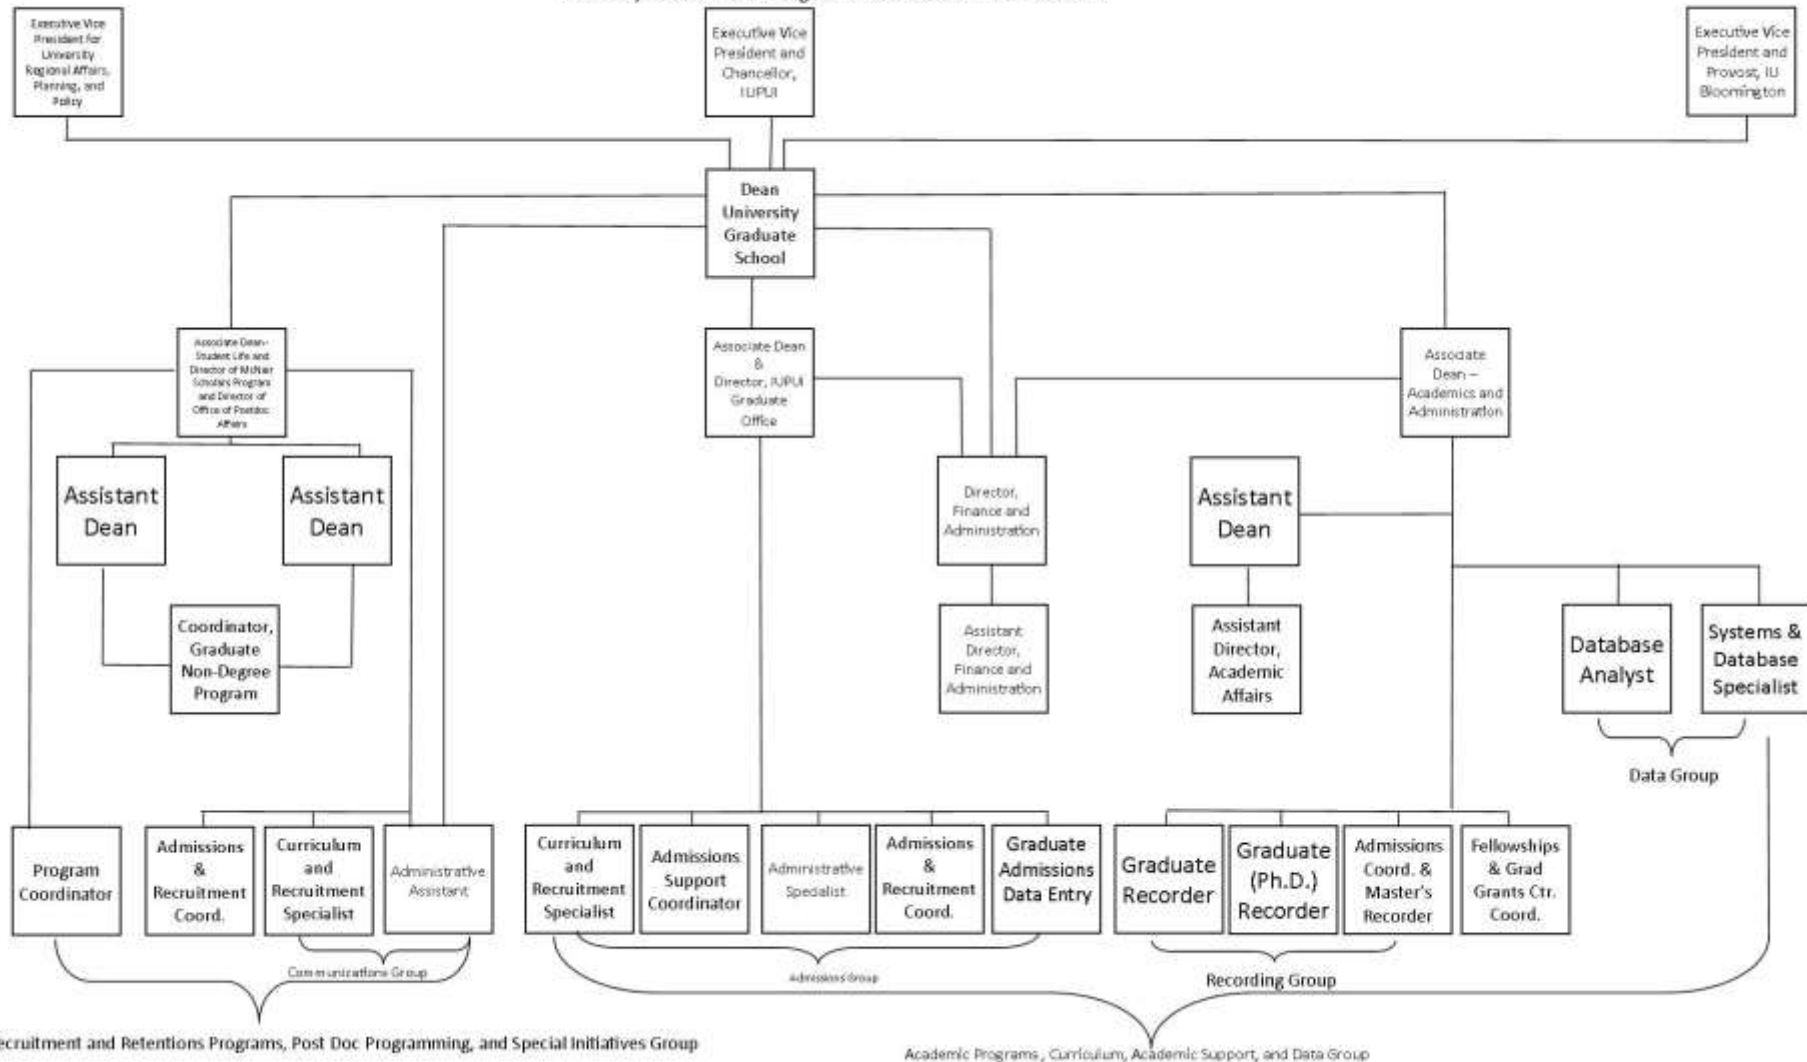 Executive Vice
President for
University
Regional Affairs,
Planning, and
Policy
Executive Vice
President and
Chancellor,
IUPUI
Executive Vice
President and
Provost, IU
Bloomington
Dean
University
Graduate
School
Associate Dean-
Student Life and
Director of McNair
Scholars Program
and Director of
Office of Postdoc
Affairs
Associate Dean
&
Director, IUPUI
Graduate
Office
Associate
Dean –
Academics and
Administration
Assistant
Dean
Assistant
Dean
Director,
Finance and
Administration
Assistant
Dean
Coordinator,
Graduate
Non-Degree
Program
Assistant
Director,
Finance and
Administration
Assistant
Director,
Academic
Affairs
Database
Analyst
Systems &
Database
Specialist
Data Group
Program
Coordinator
Admissions
&
Recruitment
Coord.
Curriculum
and
Recruitment
Specialist
Administrative
Assistant
Curriculum
and
Recruitment
Specialist
Admissions
Support
Coordinator
Administrative
Specialist
Admissions
&
Recruitment
Coord.
Graduate
Admissions
Data Entry
Graduate
Recorder
Graduate
(Ph.D.)
Recorder
Admissions
Coord. &
Master's
Recorder
Fellowships
& Grad
Grants Ctr.
Coord.
Communications Group
Admissions Group
Recording Group
ecruitment and Retentions Programs, Post Doc Programming, and Special Initiatives Group
Academic Programs, Curriculum, Academic Support, and Data Group